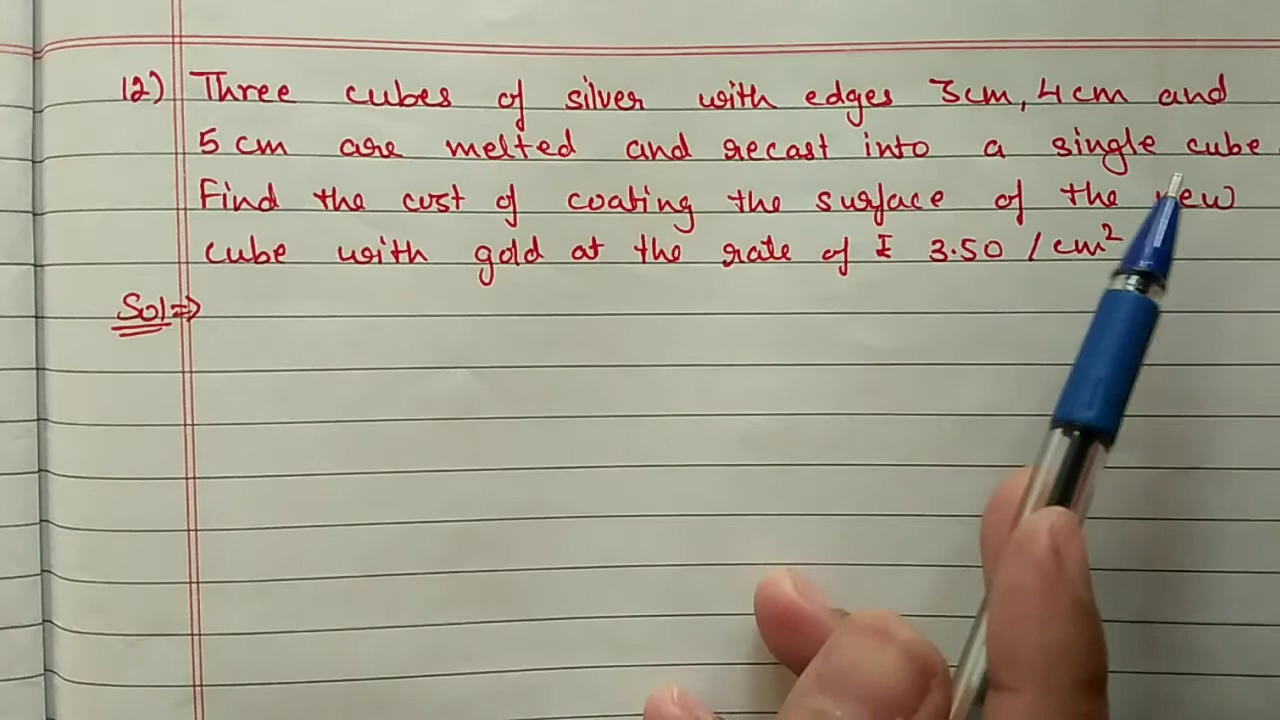 12) Three cubes of silver with edges 3cm, 4cm and
5 cm are melted and recast into a single cube.
Find the cost of coating the surface of the new
cube with gold at the rate of ₹ 3.50 / cm²
Sol ⇒